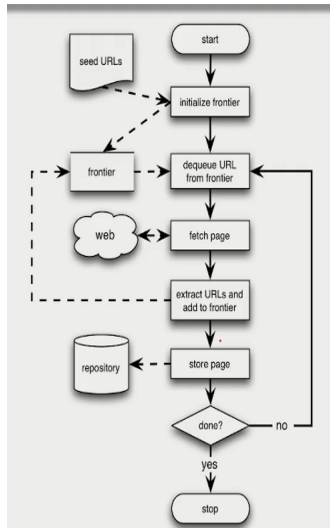 start
seed URLs
initialize frontier
frontier
dequeue URL
from frontier
web
fetch page
extract URLs and
add to frontier
repository
store page
done?
no
yes
stop